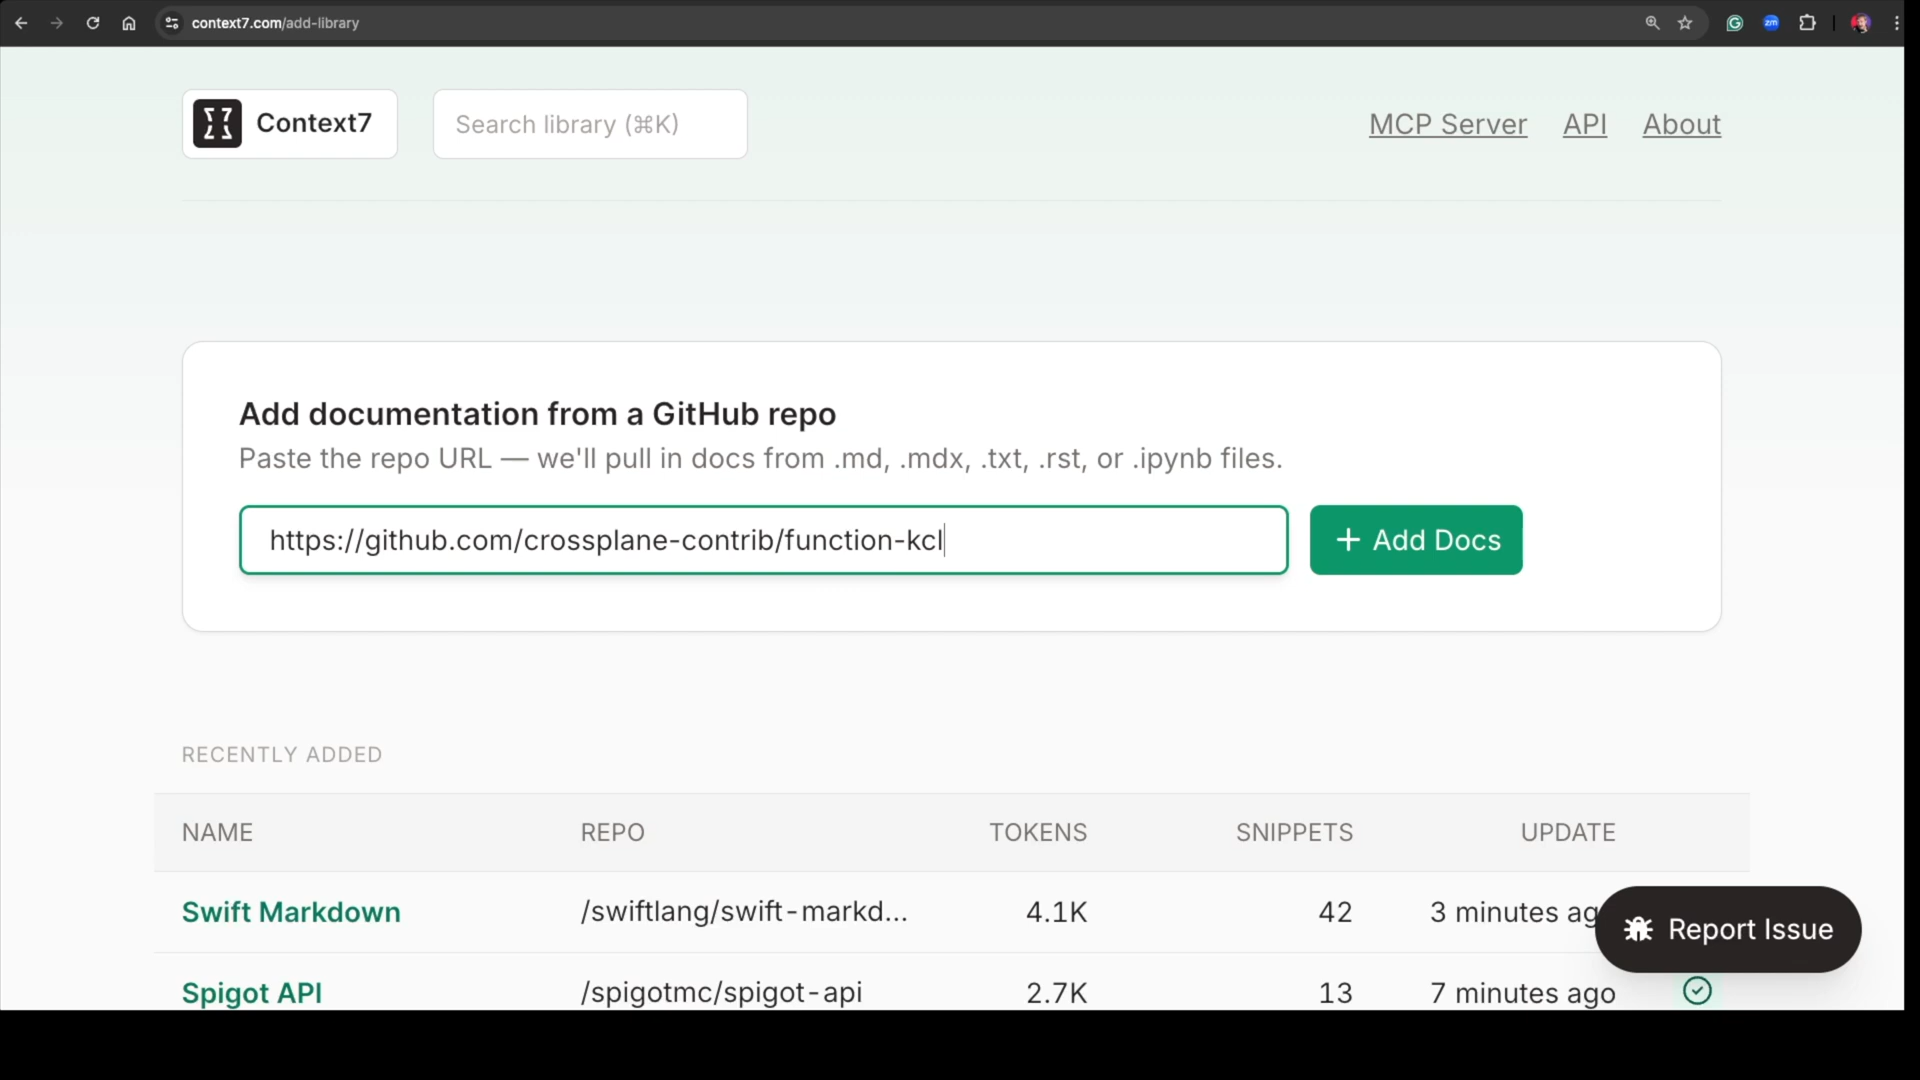 context7.com/add-library
zm
Context7
Search library (⌘K)
MCP Server
API
About
Add documentation from a GitHub repo
Paste the repo URL — we'll pull in docs from .md, .mdx, .txt, .rst, or .ipynb files.
https://github.com/crossplane-contrib/function-kcl
+ Add Docs
RECENTLY ADDED
NAME REPO TOKENS SNIPPETS UPDATE
Swift Markdown /swiftlang/swift-markd... 4.1K 42 3 minutes ag
Report Issue
Spigot API /spigotmc/spigot-api 2.7K 13 7 minutes ago